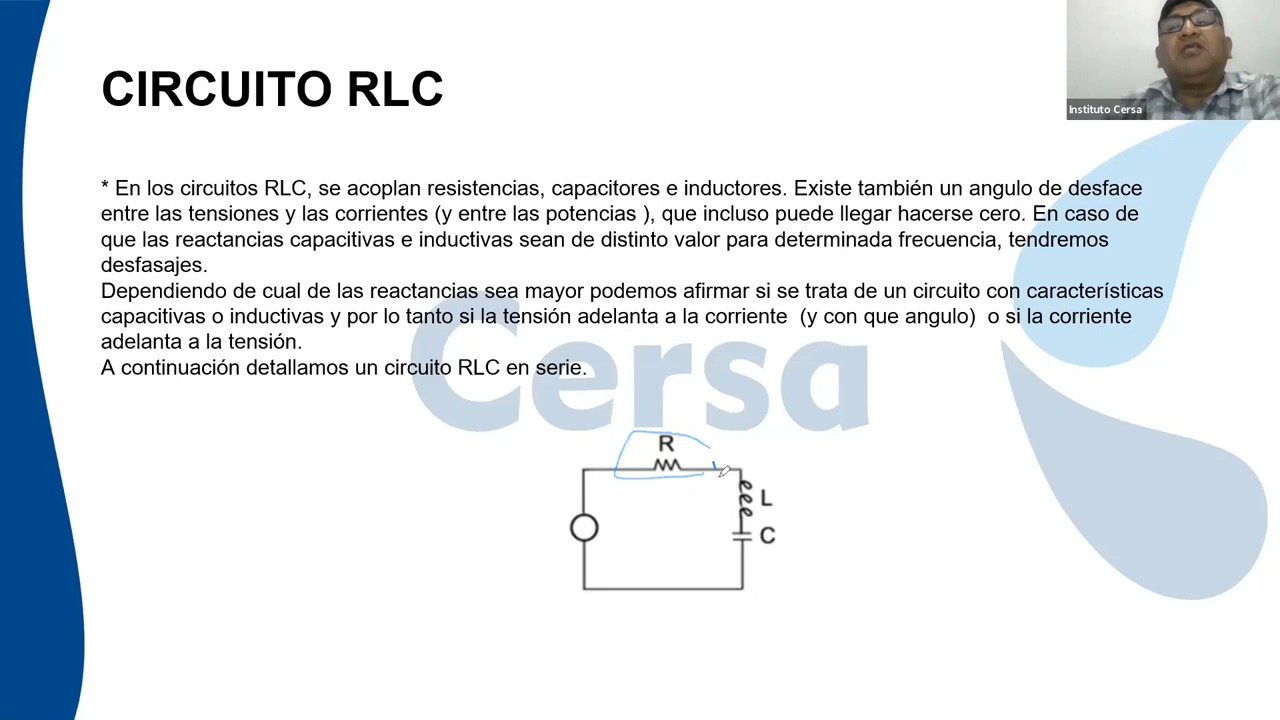 CIRCUITO RLC
Instituto Cersa
* En los circuitos RLC, se acoplan resistencias, capacitores e inductores. Existe también un angulo de desface
entre las tensiones y las corrientes (y entre las potencias ), que incluso puede llegar hacerse cero. En caso de
que las reactancias capacitivas e inductivas sean de distinto valor para determinada frecuencia, tendremos
desfasajes.
Dependiendo de cual de las reactancias sea mayor podemos afirmar si se trata de un circuito con características
capacitivas o inductivas y por lo tanto si la tensión adelanta a la corriente (y con que angulo) o si la corriente
adelanta a la tensión.
A continuación detallamos un circuito RLC en serie.
Cersa
R
L
C